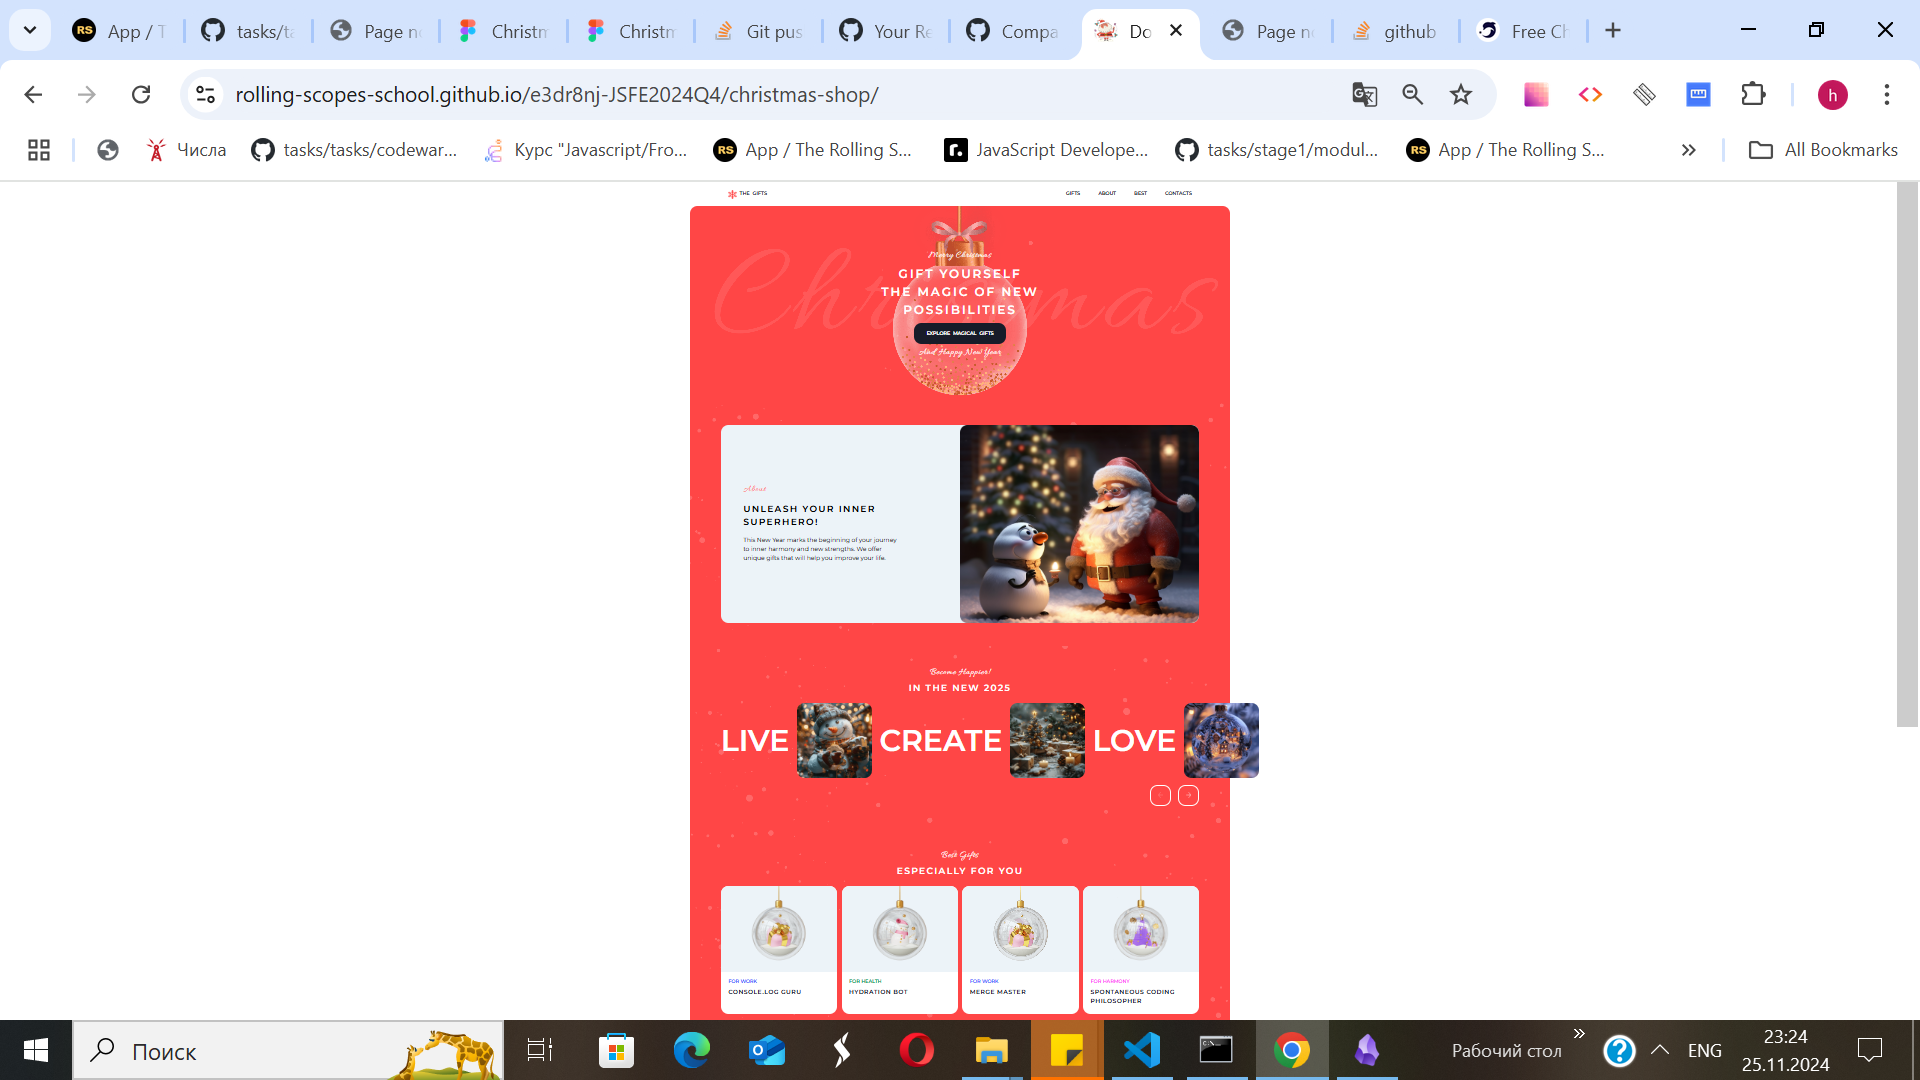 App / T
tasks/ta
Page no
Christm
Christm
Git pus
Your Re
Compa
Do
Page no
github
Free Ch
rolling-scopes-school.github.io/e3dr8nj-JSFE2024Q4/christmas-shop/
h
Числа
tasks/tasks/codewar...
Курс "Javascript/Fro...
App / The Rolling S...
JavaScript Develope...
tasks/stage1/modul...
App / The Rolling S...
All Bookmarks
THE GIFTS
GIFTS
ABOUT
BEST
CONTACTS
Christmas
Merry Christmas
GIFT YOURSELF
THE MAGIC OF NEW
POSSIBILITIES
EXPLORE MAGICAL GIFTS
And Happy New Year
About
UNLEASH YOUR INNER
SUPERHERO!
This New Year marks the beginning of your journey
to inner harmony and new strengths. We offer
unique gifts that will help you improve your life.
Become Happier!
IN THE NEW 2025
LIVE
CREATE
LOVE
Best Gifts
ESPECIALLY FOR YOU
FOR WORK
CONSOLE.LOG GURU
FOR HEALTH
HYDRATION BOT
FOR WORK
MERGE MASTER
FOR HARMONY
SPONTANEOUS CODING
PHILOSOPHER
Поиск
Рабочий стол
ENG
23:24
25.11.2024